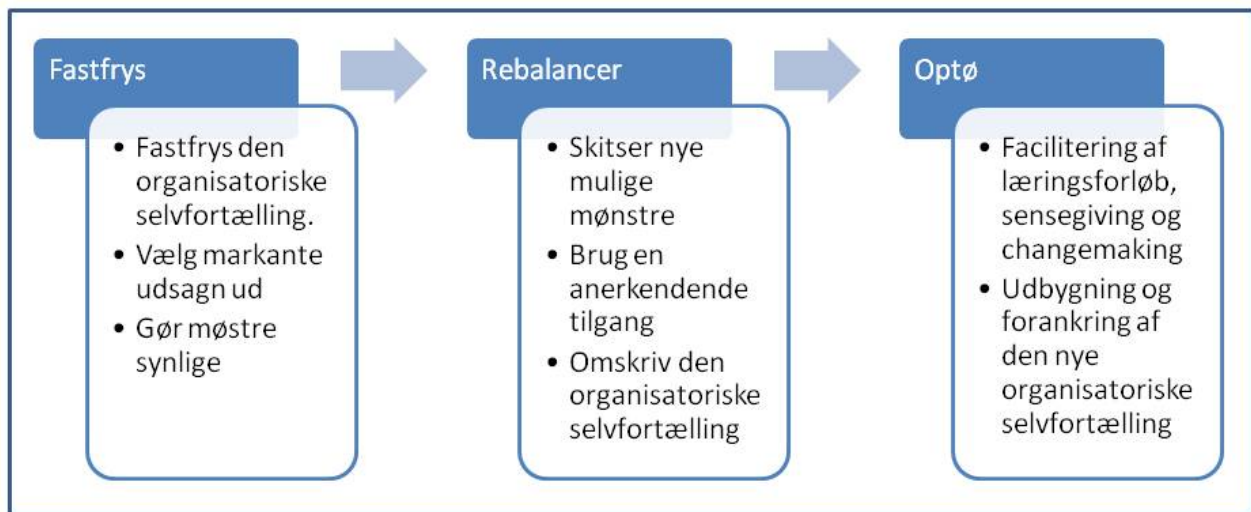 Fastfrys
• Fastfrys den
organisatoriske
selvfortælling.
• Vælg markante
udsagn ud
• Gør møstre
synlige
Rebalancer
• Skitser nye
mulige
mønstre
• Brug en
anerkendende
tilgang
• Omskriv den
organisatoriske
selvfortælling
Optø
• Facilitering af
læringsforløb,
sensegiving og
changemaking
• Udbygning og
forankring af
den nye
organisatoriske
selvfortælling